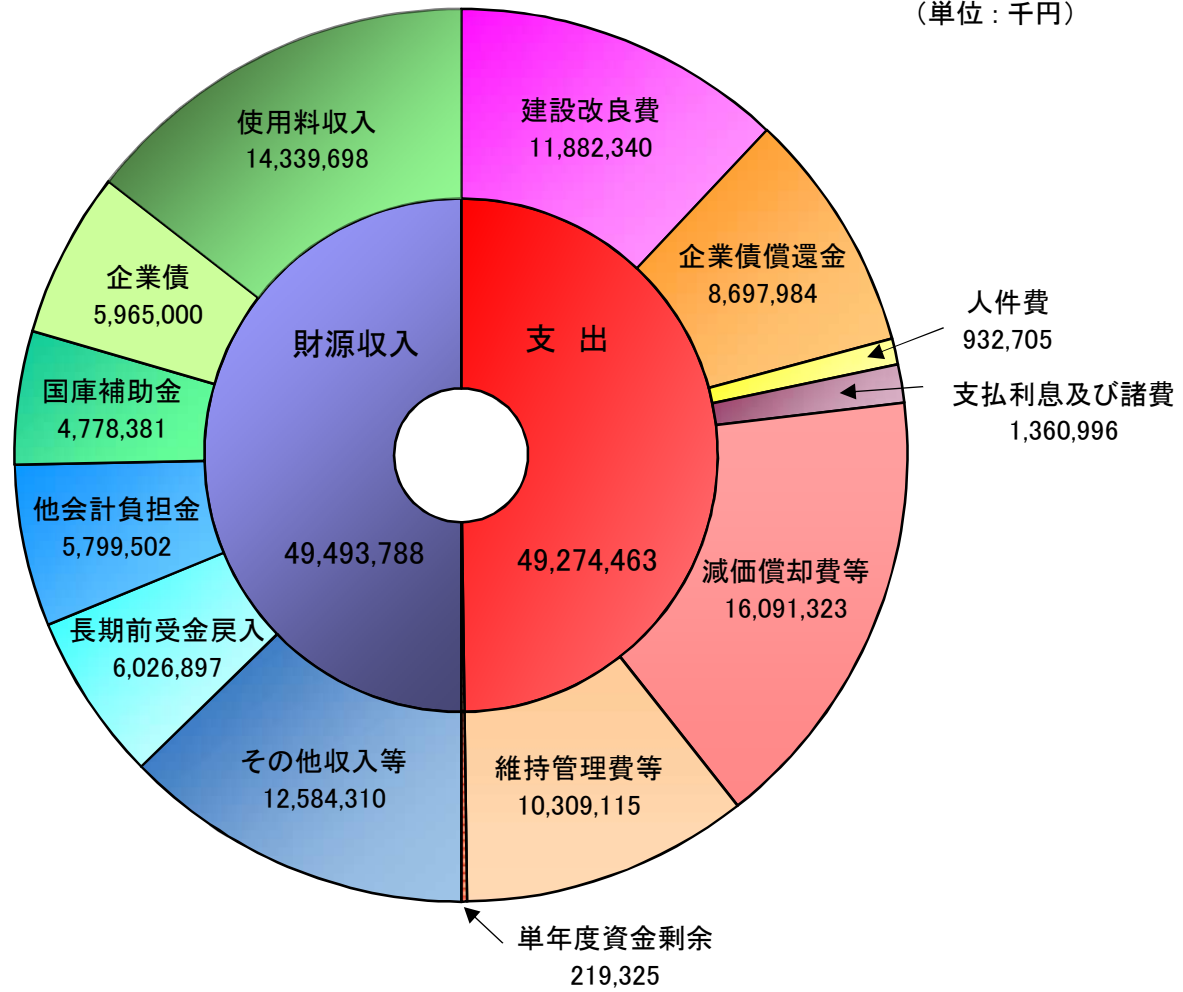 （単位：千円）
使用料収入
14,339,698
建設改良費
11,882,340
企業債
5,965,000
企業債償還金
8,697,984
人件費
932,705
財源収入
支 出
国庫補助金
4,778,381
支払利息及び諸費
1,360,996
他会計負担金
5,799,502
49,493,788
49,274,463
減価償却費等
16,091,323
長期前受金戻入
6,026,897
その他収入等
12,584,310
維持管理費等
10,309,115
単年度資金剰余
219,325